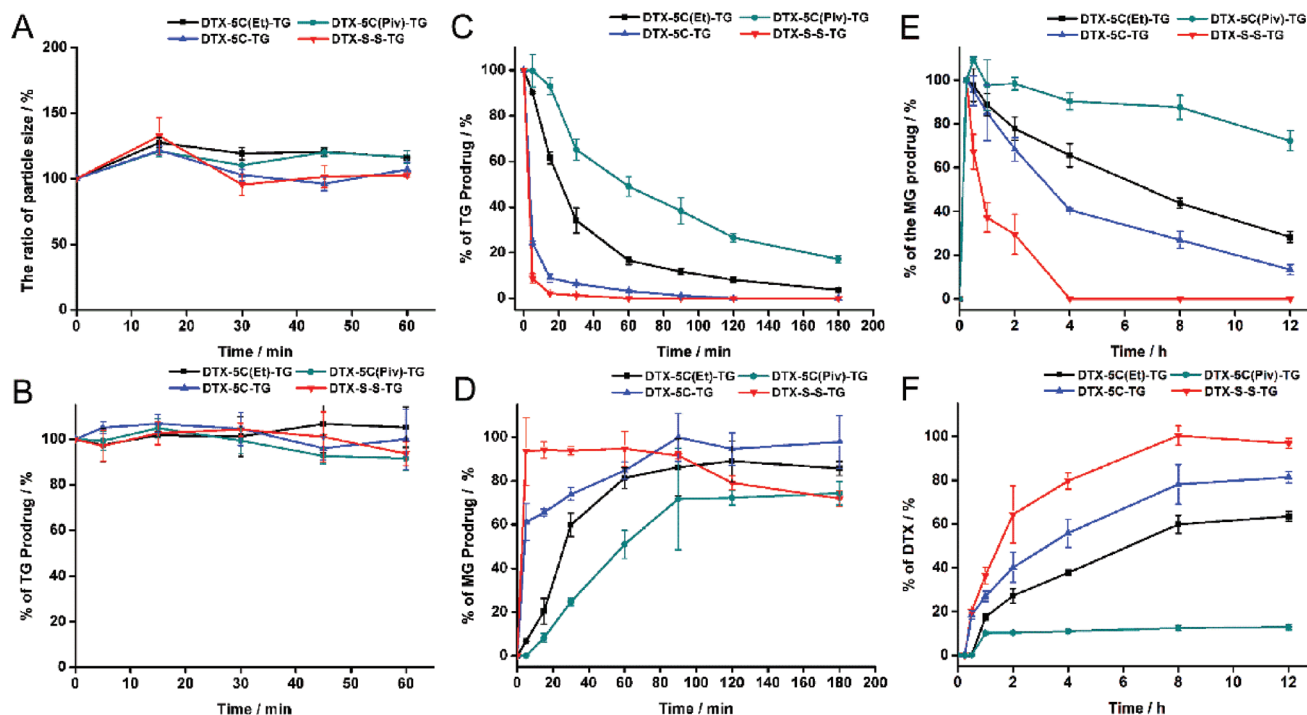 A
DTX-5C(Et)-TG DTX-5C(Piv)-TG
DTX-5C-TG DTX-S-S-TG
The ratio of particle size / %
200
150
100
50
0
0 10 20 30 40 50 60
Time / min
B
DTX-5C(Et)-TG DTX-5C(Piv)-TG
DTX-5C-TG DTX-S-S-TG
% of TG Prodrug / %
100
80
60
40
20
0
0 10 20 30 40 50 60
Time / min
C
DTX-5C(Et)-TG DTX-5C(Piv)-TG
DTX-5C-TG DTX-S-S-TG
% of TG Prodrug / %
100
80
60
40
20
0
0 20 40 60 80 100 120 140 160 180 200
Time / min
D
DTX-5C(Et)-TG DTX-5C(Piv)-TG
DTX-5C-TG DTX-S-S-TG
% of MG Prodrug / %
100
80
60
40
20
0
0 20 40 60 80 100 120 140 160 180 200
Time / min
E
DTX-5C(Et)-TG DTX-5C(Piv)-TG
DTX-5C-TG DTX-S-S-TG
% of the MG prodrug / %
100
80
60
40
20
0
0 2 4 6 8 10 12
Time / h
F
DTX-5C(Et)-TG DTX-5C(Piv)-TG
DTX-5C-TG DTX-S-S-TG
% of DTX / %
100
80
60
40
20
0
0 2 4 6 8 10 12
Time / h